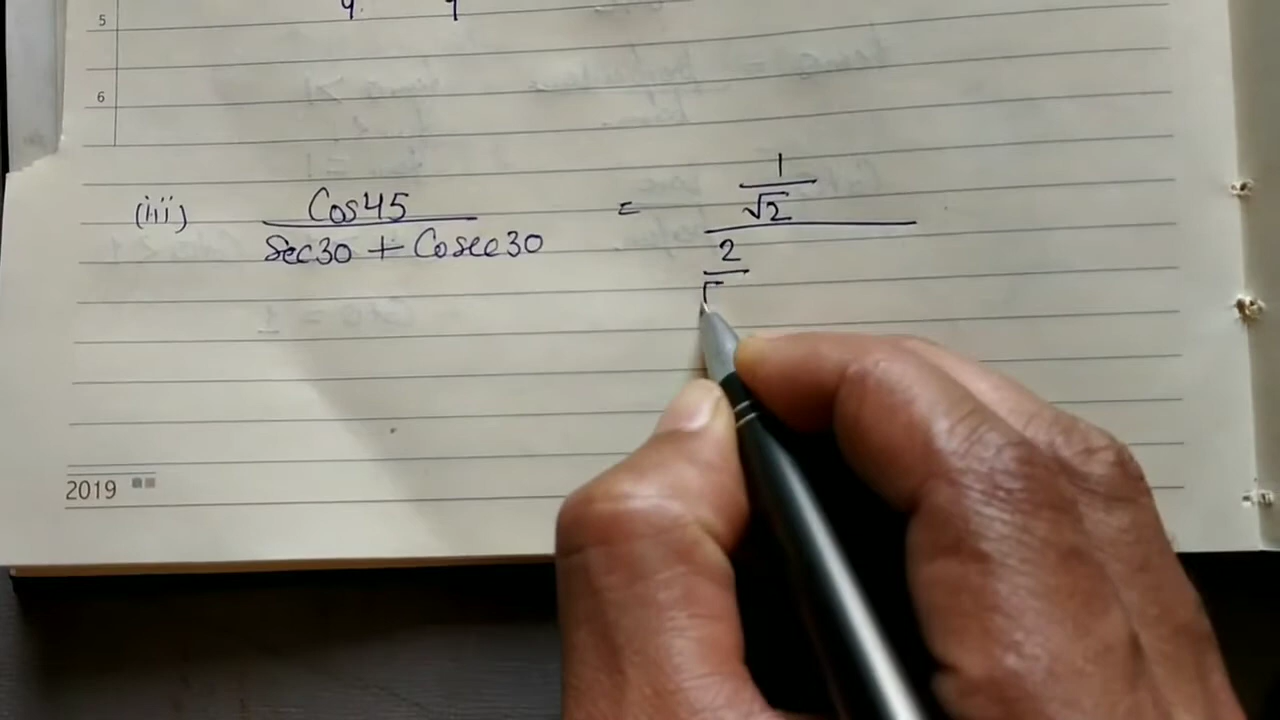 5
6
(iii) Cos45 / Sec30 + Cosec30 = 1/√2 / 2/√
2019